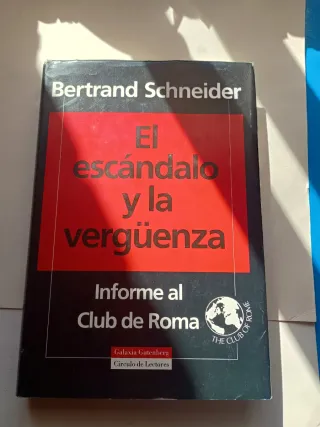 Bertrand Schneider
El
escándalo
y la
vergüenza
Informe al
Club de Roma
THE CLUB OF ROME
Galaxia Gutenberg
Círculo de Lectores